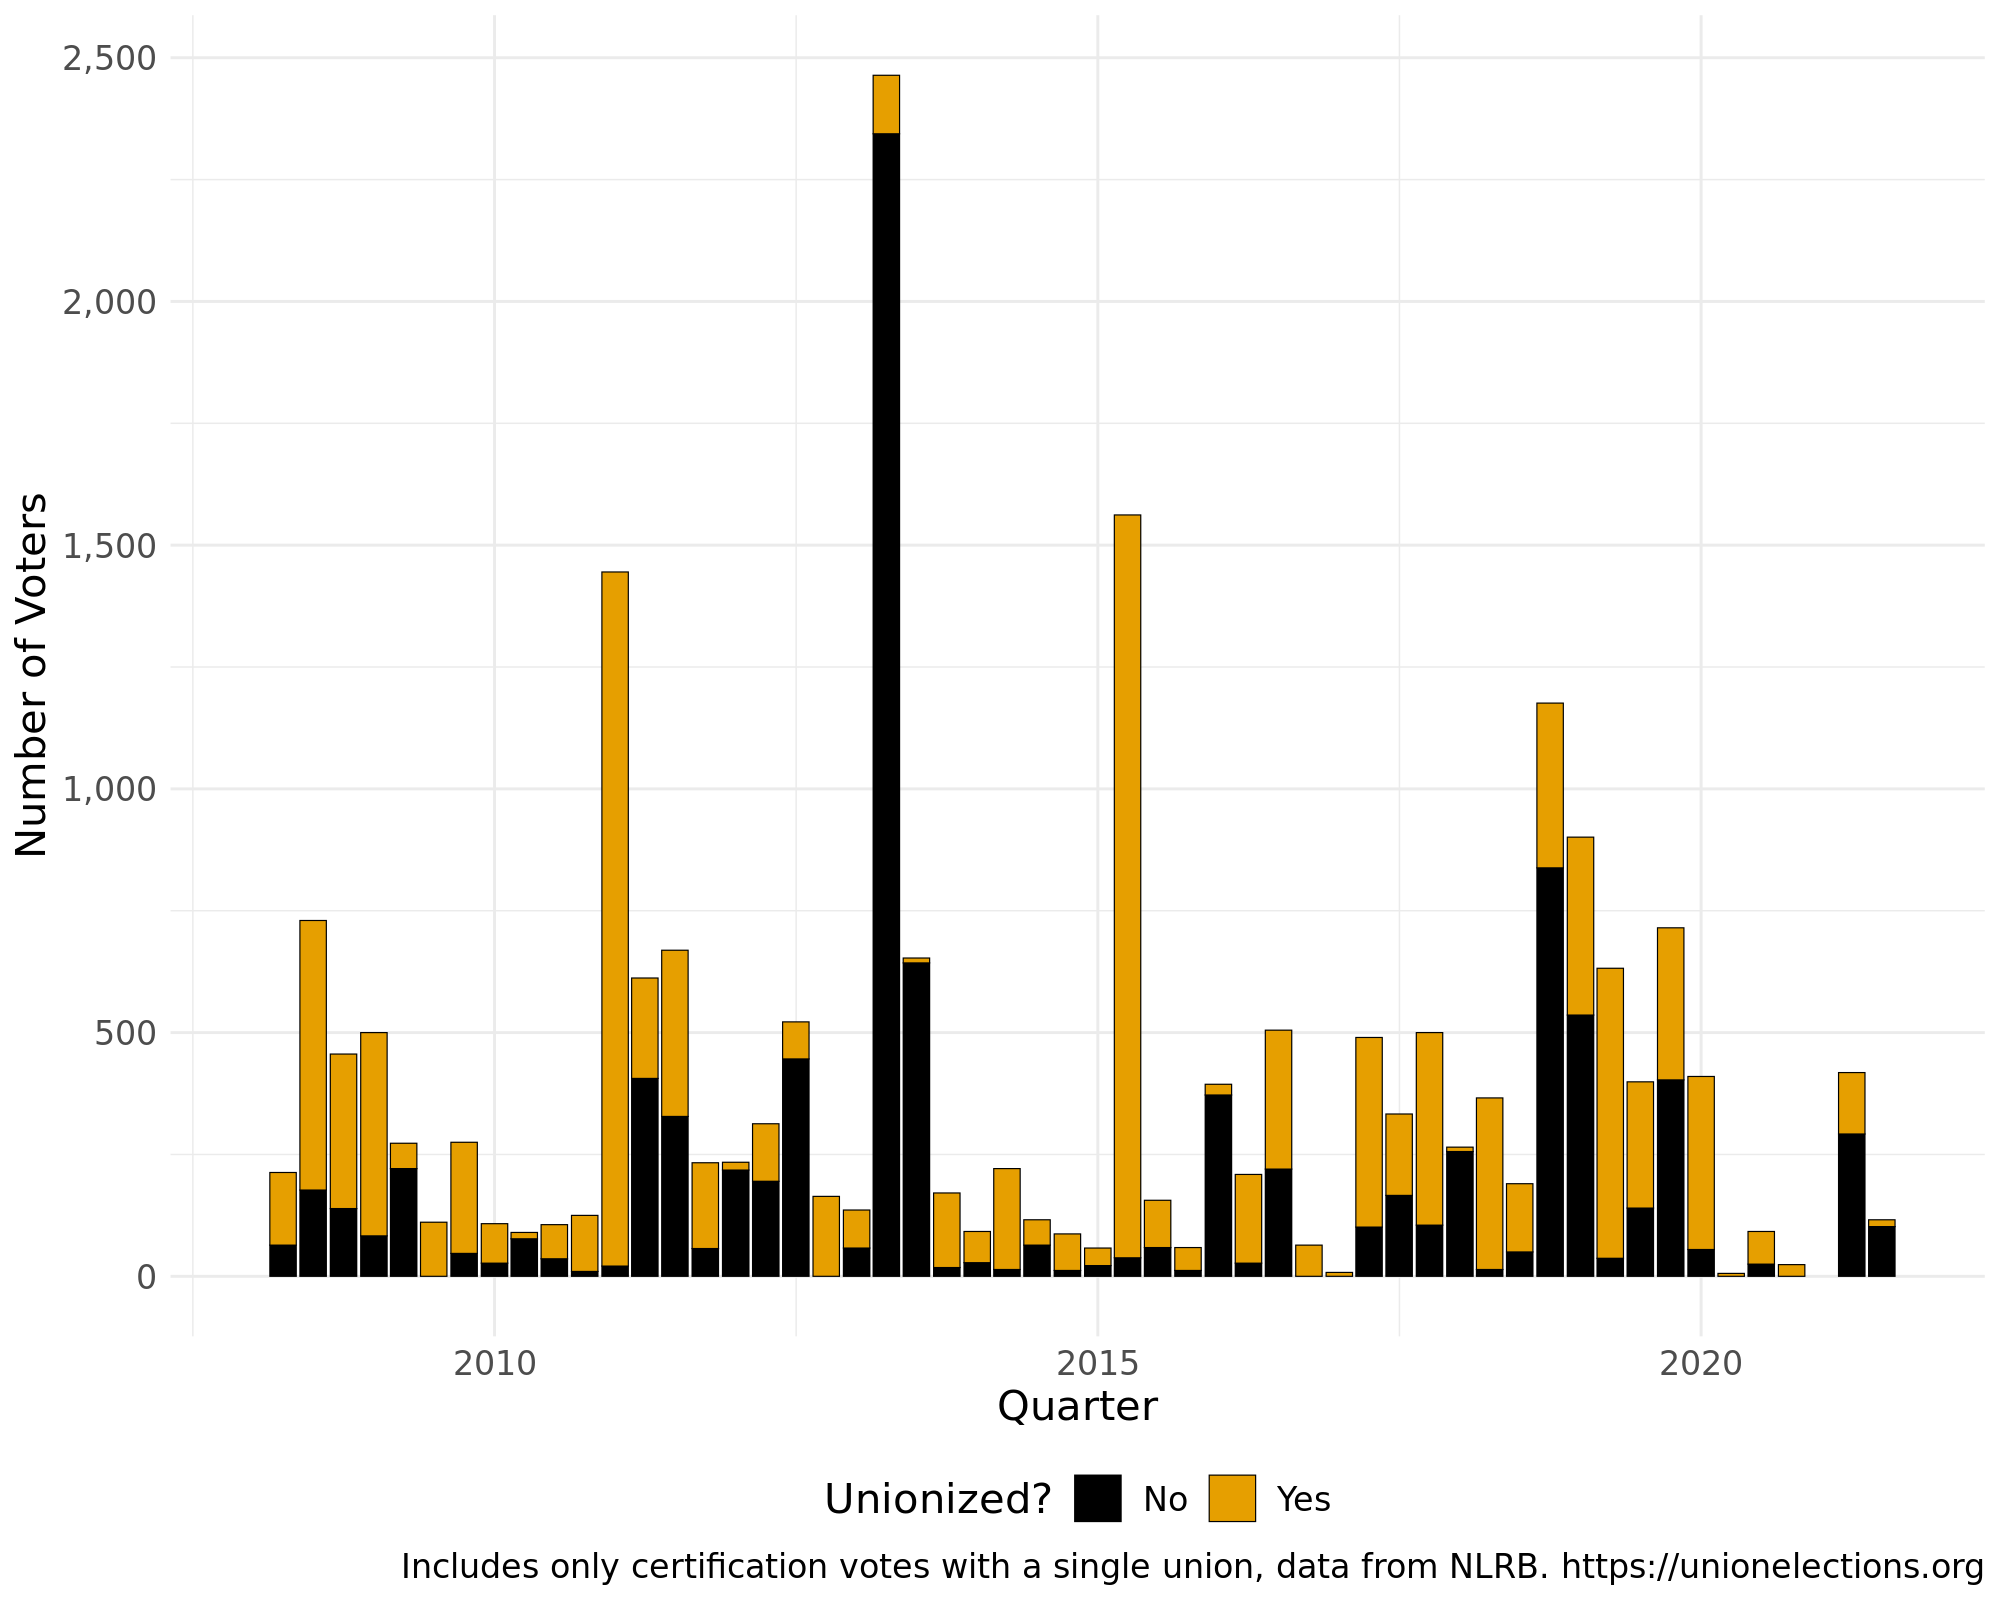 2,500
2,000
1,500
1,000
500
0
Number of Voters
2010 2015 2020
Quarter
Unionized? No Yes
Includes only certification votes with a single union, data from NLRB. https://unionelections.org